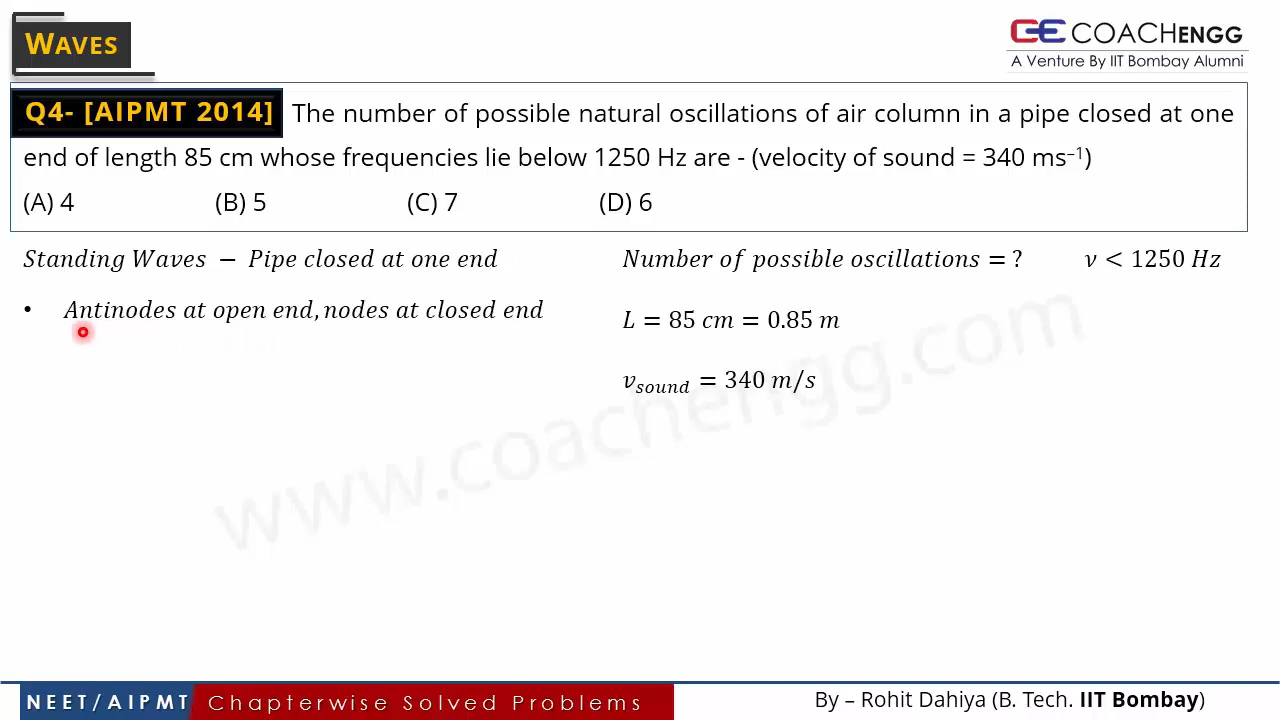 WAVES
COACHENGG
A Venture By IIT Bombay Alumni
Q4- [AIPMT 2014] The number of possible natural oscillations of air column in a pipe closed at one
end of length 85 cm whose frequencies lie below 1250 Hz are - (velocity of sound = 340 ms⁻¹)
(A) 4 (B) 5 (C) 7 (D) 6
Standing Waves − Pipe closed at one end
• Antinodes at open end, nodes at closed end
Number of possible oscillations = ? ν < 1250 Hz
L = 85 cm = 0.85 m
v_sound = 340 m/s
www.coachengg.com
NEET/AIPMT Chapterwise Solved Problems
By – Rohit Dahiya (B. Tech. IIT Bombay)